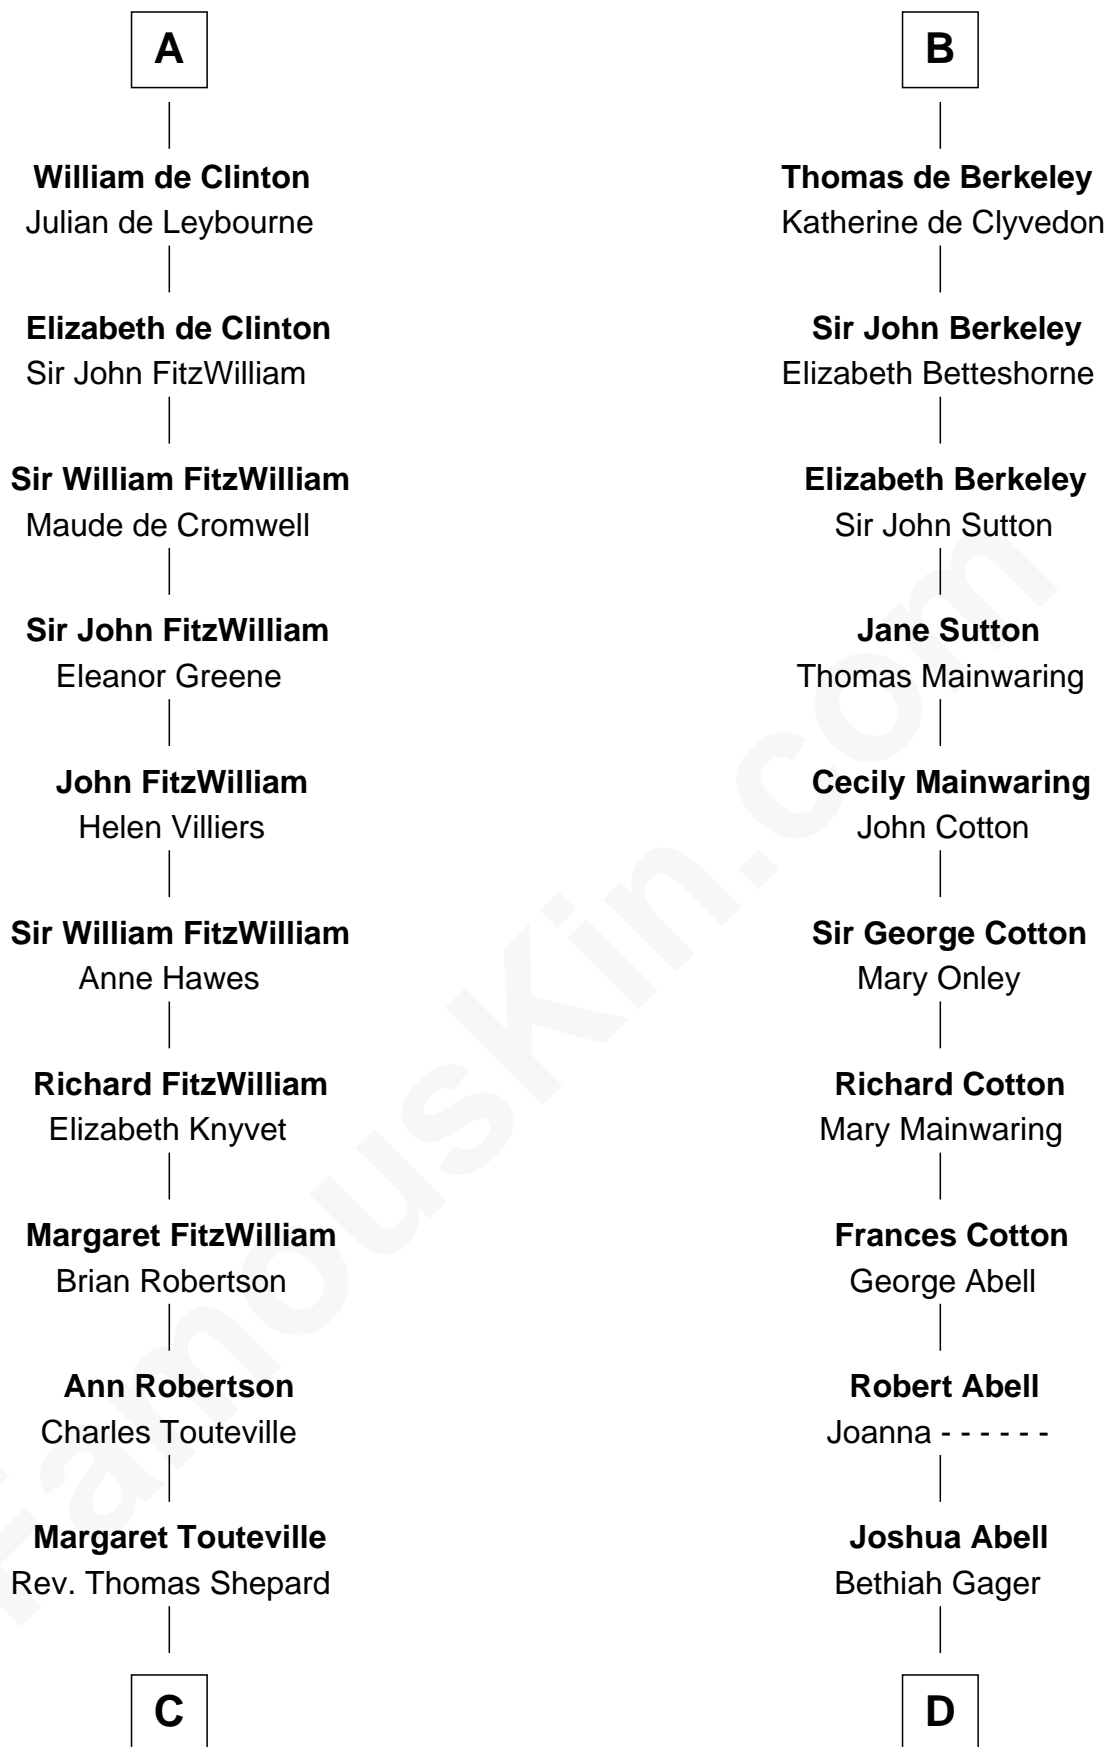 A
William de Clinton
Julian de Leybourne
Elizabeth de Clinton
Sir John FitzWilliam
Sir William FitzWilliam
Maude de Cromwell
Sir John FitzWilliam
Eleanor Greene
John FitzWilliam
Helen Villiers
Sir William FitzWilliam
Anne Hawes
Richard FitzWilliam
Elizabeth Knyvet
Margaret FitzWilliam
Brian Robertson
Ann Robertson
Charles Touteville
Margaret Touteville
Rev. Thomas Shepard
C
B
Thomas de Berkeley
Katherine de Clyvedon
Sir John Berkeley
Elizabeth Betteshorne
Elizabeth Berkeley
Sir John Sutton
Jane Sutton
Thomas Mainwaring
Cecily Mainwaring
John Cotton
Sir George Cotton
Mary Onley
Richard Cotton
Mary Mainwaring
Frances Cotton
George Abell
Robert Abell
Joanna - - - - - -
Joshua Abell
Bethiah Gager
D
FamousKin.com